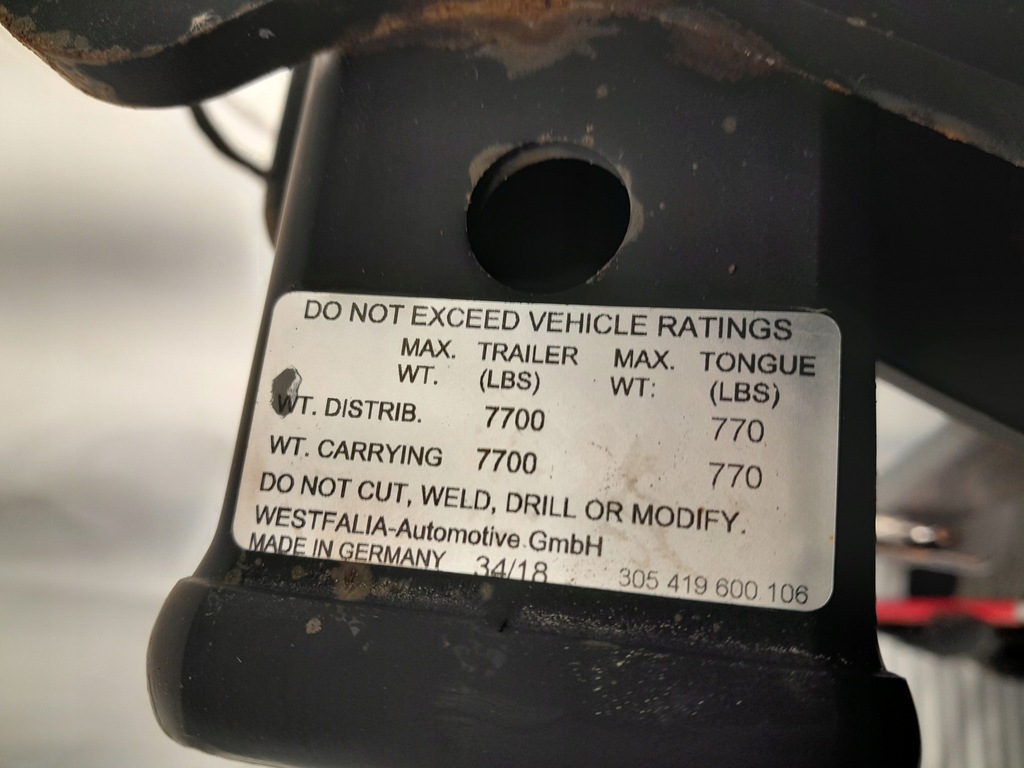 DO NOT EXCEED VEHICLE RATINGS
MAX. TRAILER MAX. TONGUE
WT. (LBS) WT: (LBS)
WT. DISTRIB. 7700 770
WT. CARRYING 7700 770
DO NOT CUT, WELD, DRILL OR MODIFY.
WESTFALIA-Automotive GmbH
MADE IN GERMANY 34/18 305 419 600 106